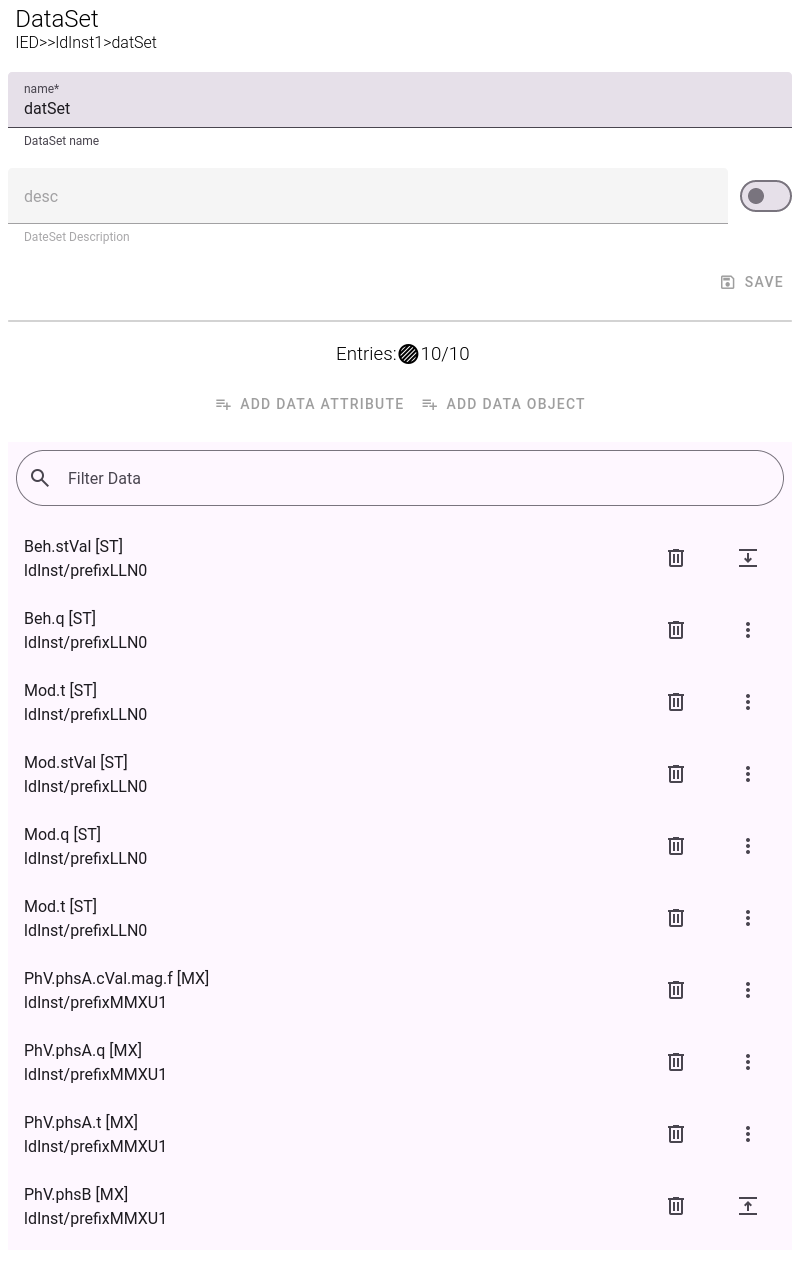 DataSet
IED>>ldInst1>datSet
name*
datSet
DataSet name
desc
DateSet Description
SAVE
Entries: 10/10
ADD DATA ATTRIBUTE ADD DATA OBJECT
Filter Data
Beh.stVal [ST]
ldInst/prefixLLN0
Beh.q [ST]
ldInst/prefixLLN0
Mod.t [ST]
ldInst/prefixLLN0
Mod.stVal [ST]
ldInst/prefixLLN0
Mod.q [ST]
ldInst/prefixLLN0
Mod.t [ST]
ldInst/prefixLLN0
PhV.phsA.cVal.mag.f [MX]
ldInst/prefixMMXU1
PhV.phsA.q [MX]
ldInst/prefixMMXU1
PhV.phsA.t [MX]
ldInst/prefixMMXU1
PhV.phsB [MX]
ldInst/prefixMMXU1